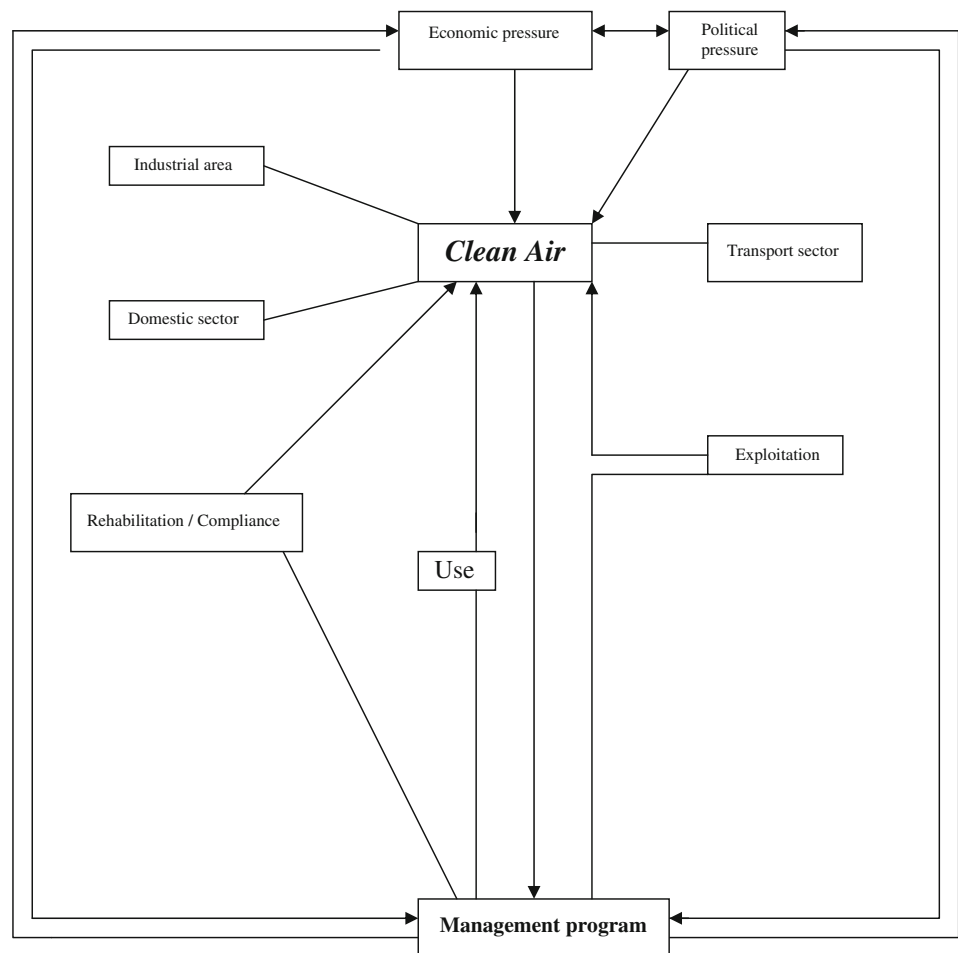 Economic pressure
Political
pressure
Industrial area
Clean Air
Transport sector
Domestic sector
Exploitation
Rehabilitation / Compliance
Use
Management program